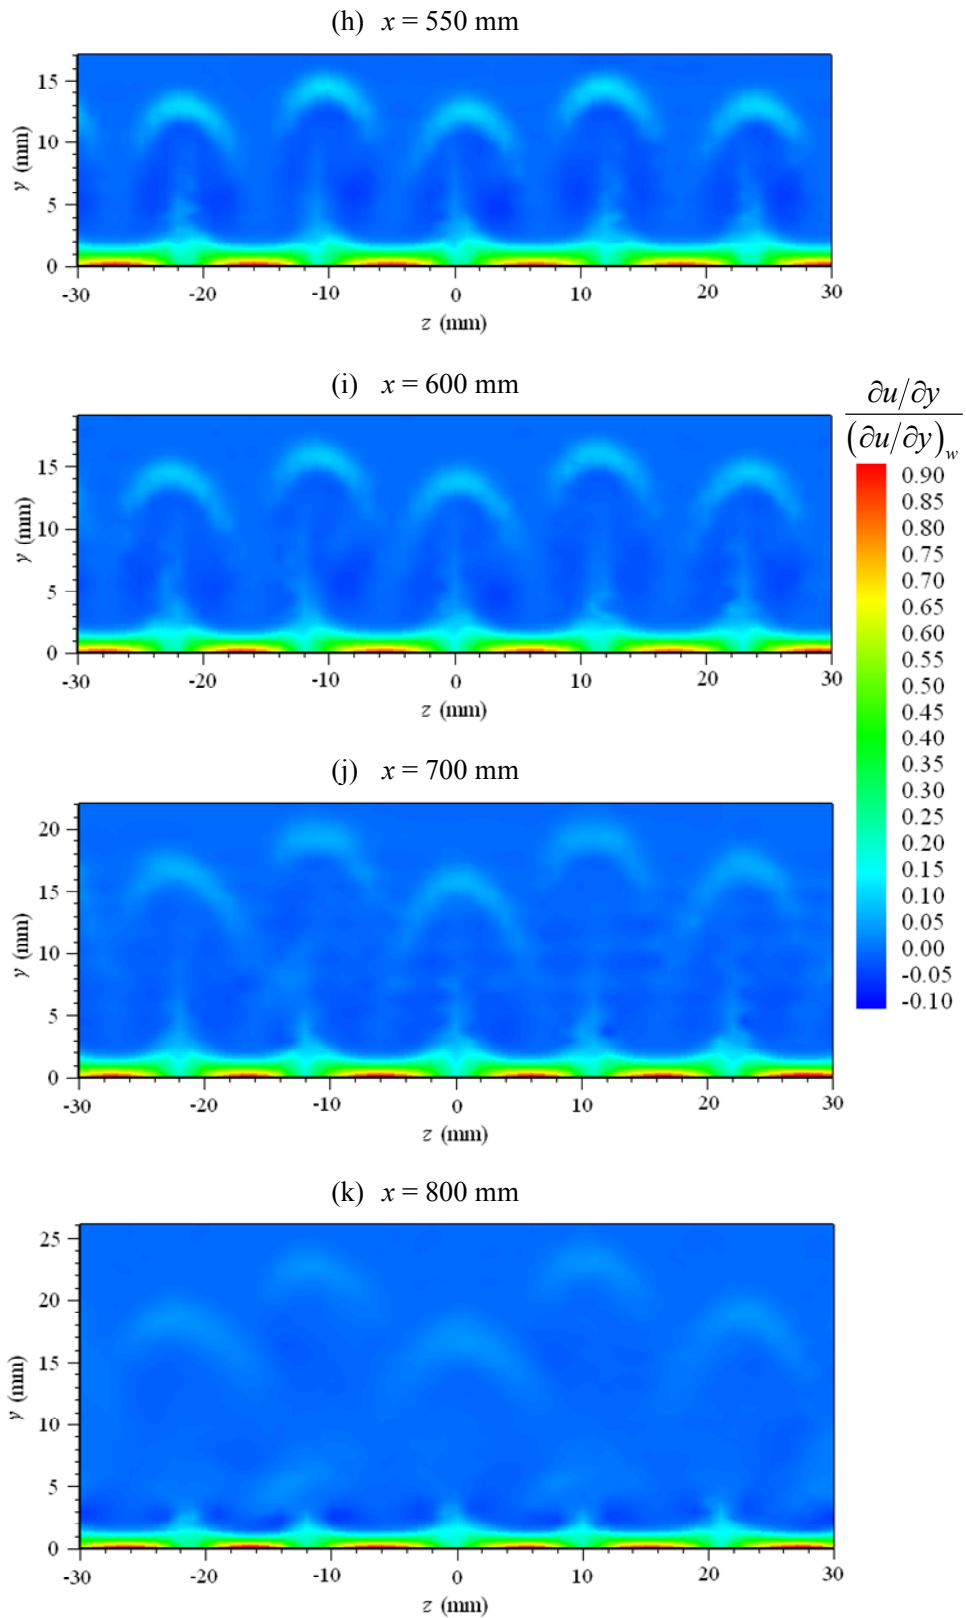 (h) x = 550 mm
15
10
5
0
y (mm)
-30 -20 -10 0 10 20 30
z (mm)
(i) x = 600 mm
15
10
5
0
y (mm)
-30 -20 -10 0 10 20 30
z (mm)
∂u/∂y
(∂u/∂y)w
0.90
0.85
0.80
0.75
0.70
0.65
0.60
0.55
0.50
0.45
0.40
0.35
0.30
0.25
0.20
0.15
0.10
0.05
0.00
-0.05
-0.10
(j) x = 700 mm
20
15
10
5
0
y (mm)
-30 -20 -10 0 10 20 30
z (mm)
(k) x = 800 mm
25
20
15
10
5
0
y (mm)
-30 -20 -10 0 10 20 30
z (mm)